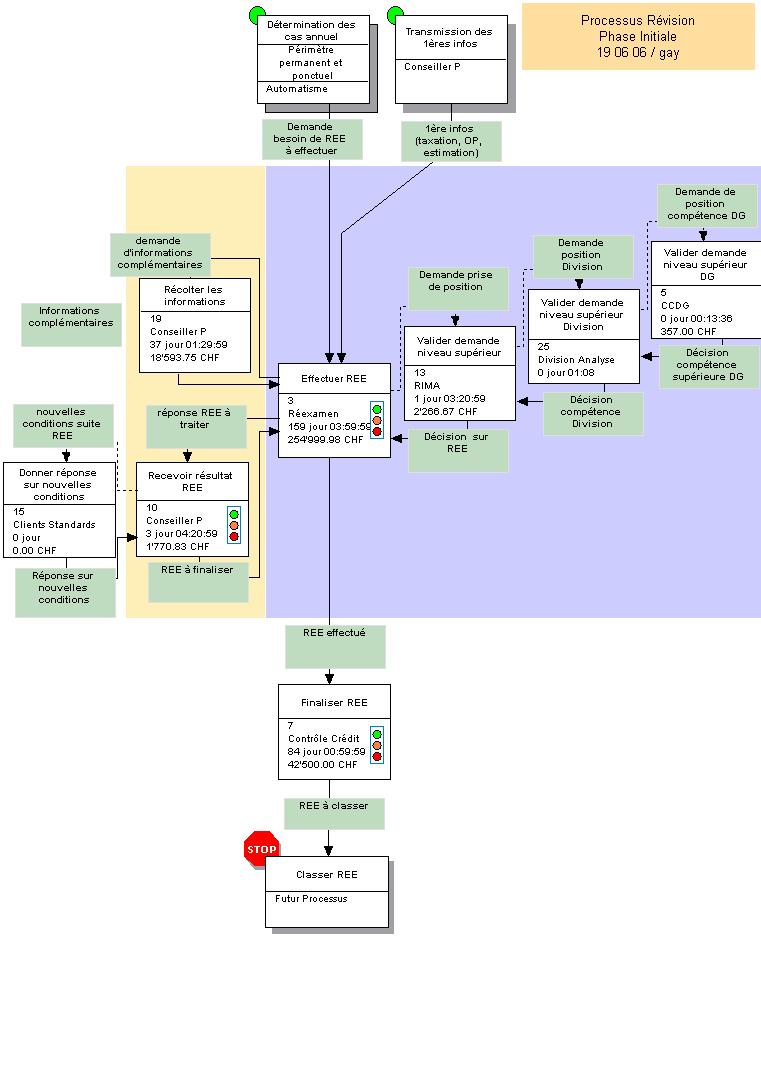 Détermination des
cas annuel
Périmètre
permanent et
ponctuel
Automatisme
Transmission des
1ères infos
Conseiller P
Processus Révision
Phase Initiale
19 06 06 / gay
Demande
besoin de REE
à effectuer
1ère infos
(taxation, OP,
estimation)
Demande de
position
compétence DG
demande
d'informations
complémentaires
Demande
position
Division
Valider demande
niveau supérieur
DG
5
CCDG
0 jour 00:13:36
357.00 CHF
Demande prise
de position
Récolter les
informations
19
Conseiller P
37 jour 01:29:59
18'593.75 CHF
Informations
complémentaires
Valider demande
niveau supérieur
Division
25
Division Analyse
0 jour 01:08
Valider demande
niveau supérieur
13
RIMA
1 jour 03:20:59
2'266.67 CHF
Décision
compétence
supérieure DG
Effectuer REE
3
Réexamen
159 jour 03:59:59
254'999.98 CHF
Décision
compétence
Division
nouvelles
conditions suite
REE
réponse REE à
traiter
Décision sur
REE
Donner réponse
sur nouvelles
conditions
15
Clients Standards
0 jour
0.00 CHF
Recevoir résultat
REE
10
Conseiller P
3 jour 04:20:59
1'770.83 CHF
Réponse sur
nouvelles
conditions
REE à finaliser
REE effectué
Finaliser REE
7
Contrôle Crédit
84 jour 00:59:59
42'500.00 CHF
REE à classer
STOP
Classer REE
Futur Processus